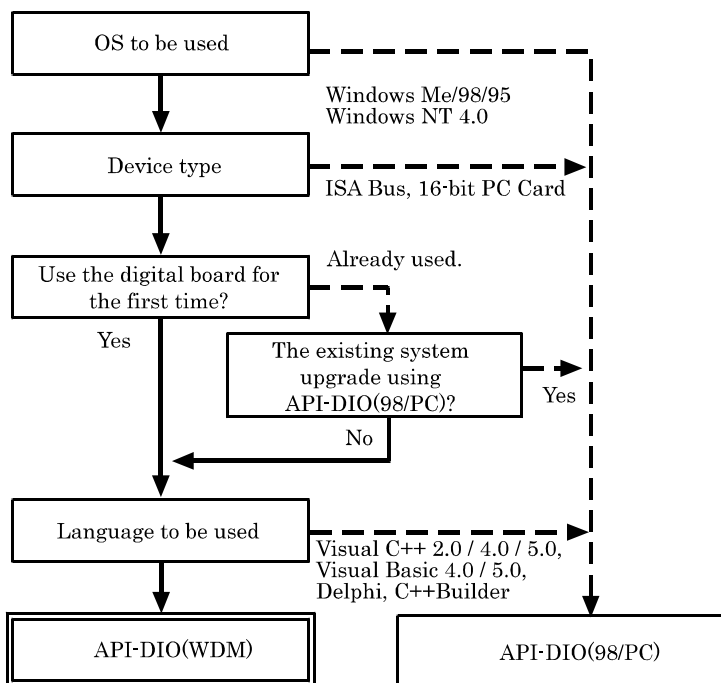 OS to be used
Windows Me/98/95
Windows NT 4.0
Device type
ISA Bus, 16-bit PC Card
Use the digital board for
the first time?
Already used.
Yes
The existing system
upgrade using
API-DIO(98/PC)?
Yes
No
Language to be used
Visual C++ 2.0 / 4.0 / 5.0,
Visual Basic 4.0 / 5.0,
Delphi, C++Builder
API-DIO(WDM)
API-DIO(98/PC)